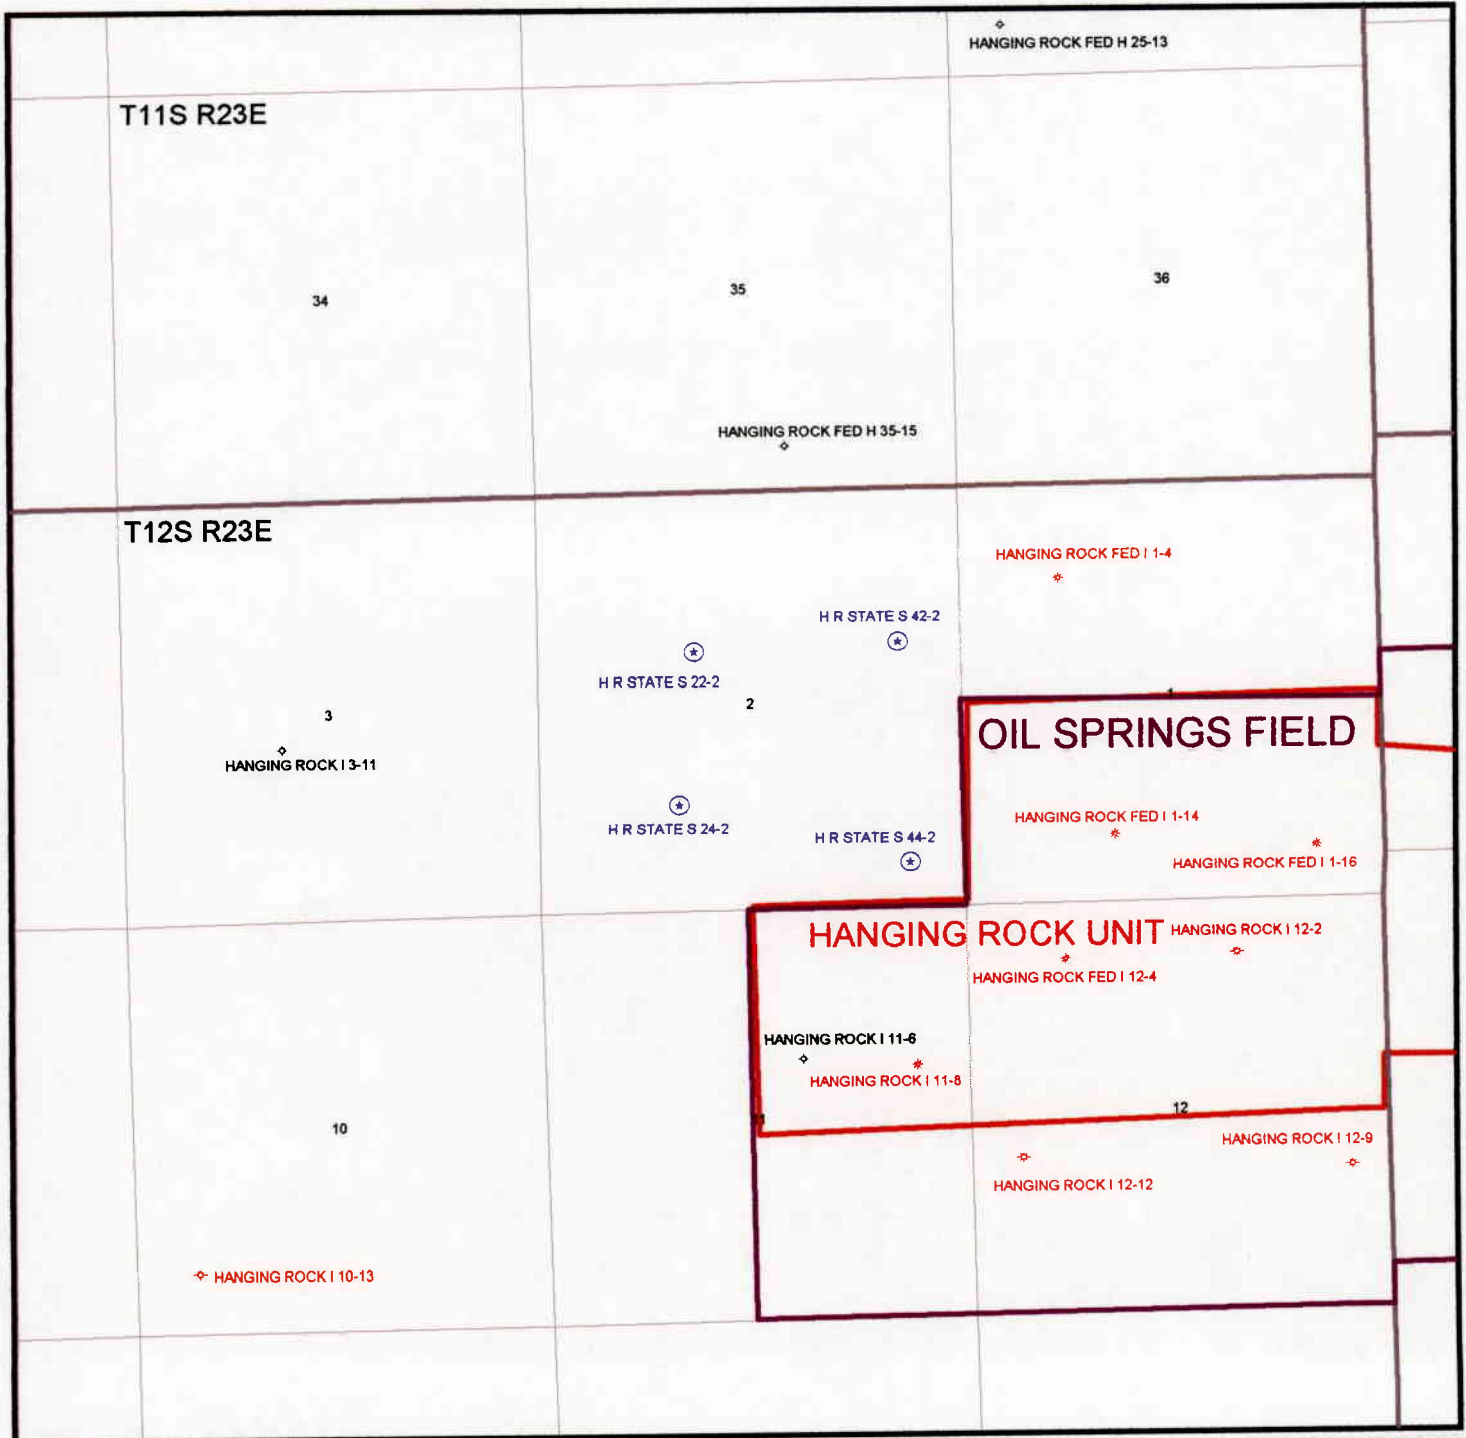 HANGING ROCK FED H 25-13
T11S R23E
34
35
36
HANGING ROCK FED H 35-15
T12S R23E
HANGING ROCK FED I 1-4
H R STATE S 42-2
H R STATE S 22-2
3
2
1
OIL SPRINGS FIELD
HANGING ROCK I 3-11
H R STATE S 24-2
H R STATE S 44-2
HANGING ROCK FED I 1-14
HANGING ROCK FED I 1-16
HANGING ROCK UNIT
HANGING ROCK I 12-2
HANGING ROCK FED I 12-4
HANGING ROCK I 11-6
HANGING ROCK I 11-8
10
11
12
HANGING ROCK I 12-9
HANGING ROCK I 12-12
HANGING ROCK I 10-13